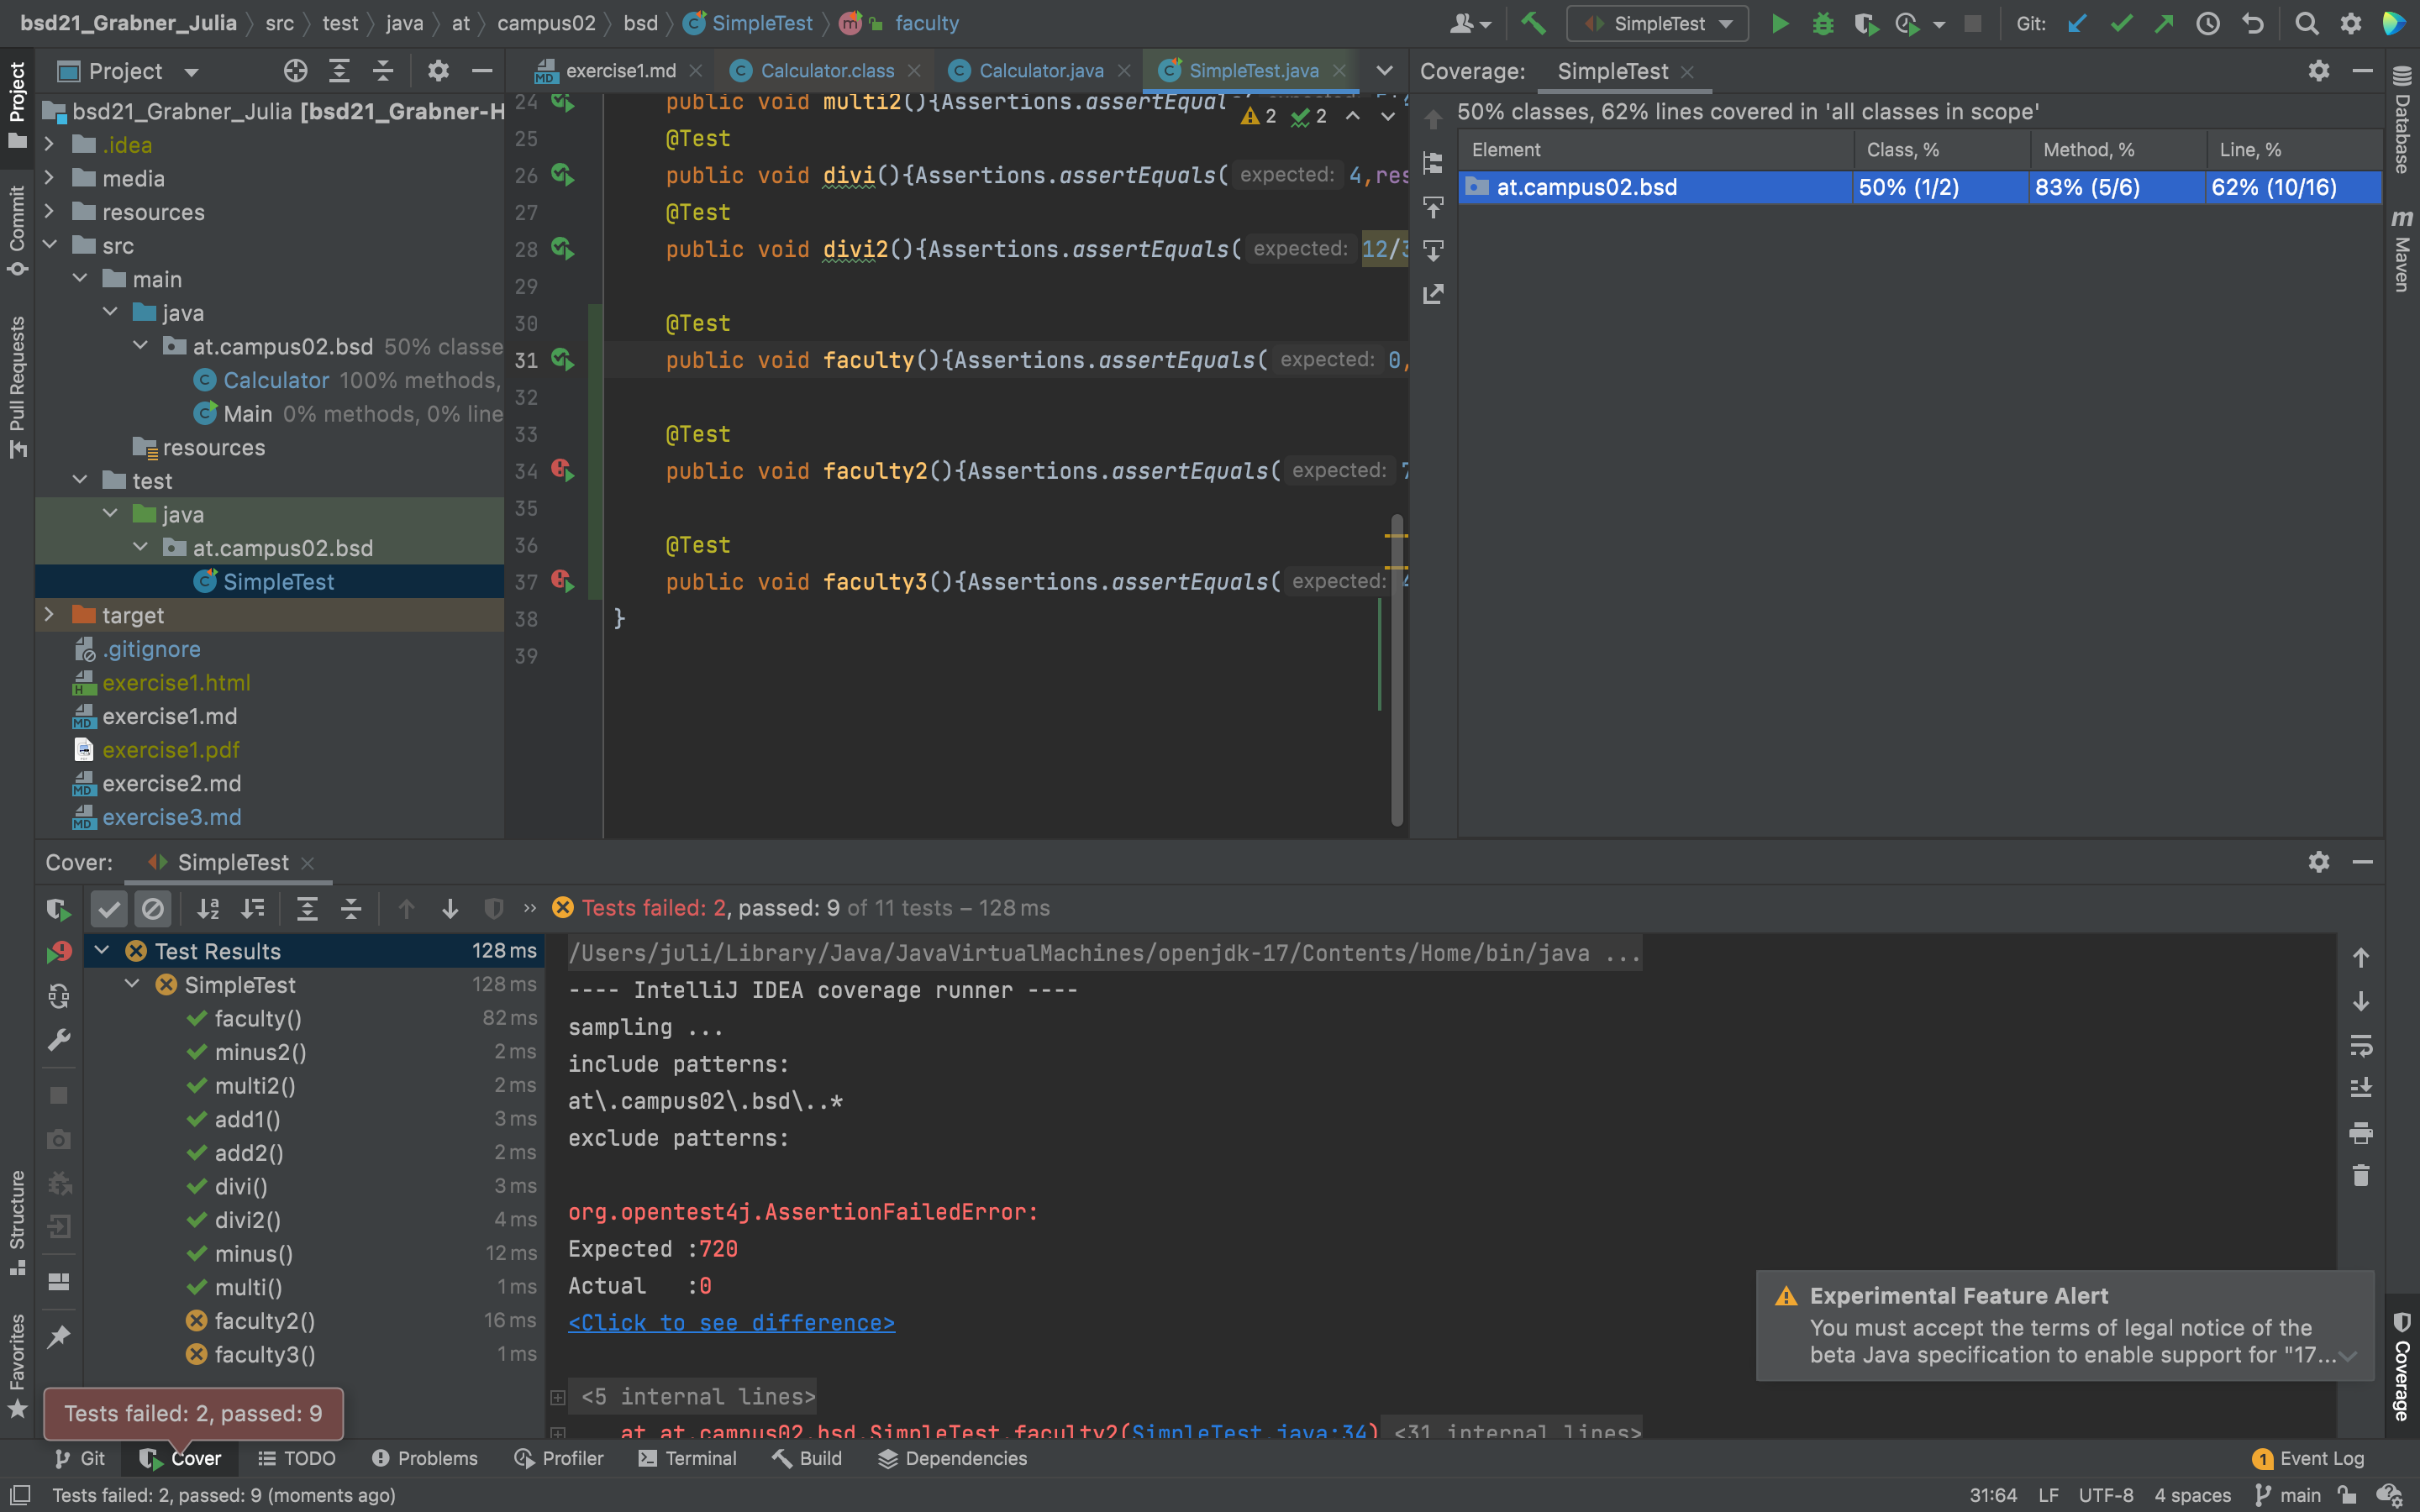 bsd21_Grabner_Julia
src
test
java
at
campus02
bsd
SimpleTest
faculty
SimpleTest
Git:
Project
exercise1.md
Calculator.class
Calculator.java
SimpleTest.java
Coverage:
SimpleTest
Project
Commit
Pull Requests
Structure
Favorites
bsd21_Grabner_Julia [bsd21_Grabner-H
.idea
media
resources
src
main
java
at.campus02.bsd 50% classe
Calculator 100% methods,
Main 0% methods, 0% line
resources
test
java
at.campus02.bsd
SimpleTest
target
.gitignore
exercise1.html
exercise1.md
exercise1.pdf
exercise2.md
exercise3.md
24 public void multi2(){Assertions.assertEqual
2 2
25 @Test
26 public void divi(){Assertions.assertEquals( expected: 4,res
27 @Test
28 public void divi2(){Assertions.assertEquals( expected: 12/3
29
30 @Test
31 public void faculty(){Assertions.assertEquals( expected: 0,
32
33 @Test
34 public void faculty2(){Assertions.assertEquals( expected: 7
35
36 @Test
37 public void faculty3(){Assertions.assertEquals( expected: 4
38 }
39
50% classes, 62% lines covered in 'all classes in scope'
Element Class, % Method, % Line, %
at.campus02.bsd 50% (1/2) 83% (5/6) 62% (10/16)
Database
Maven
Coverage
Cover: SimpleTest
Tests failed: 2, passed: 9 of 11 tests – 128 ms
Test Results 128 ms
SimpleTest 128 ms
faculty() 82 ms
minus2() 2 ms
multi2() 2 ms
add1() 3 ms
add2() 2 ms
divi() 3 ms
divi2() 4 ms
minus() 12 ms
multi() 1 ms
faculty2() 16 ms
faculty3() 1 ms
/Users/juli/Library/Java/JavaVirtualMachines/openjdk-17/Contents/Home/bin/java ...
---- IntelliJ IDEA coverage runner ----
sampling ...
include patterns:
at\.campus02\.bsd\..*
exclude patterns:
org.opentest4j.AssertionFailedError:
Expected :720
Actual :0
<Click to see difference>
<5 internal lines>
at at.campus02.bsd.SimpleTest.faculty2(SimpleTest.java:34) <31 internal lines>
Experimental Feature Alert
You must accept the terms of legal notice of the
beta Java specification to enable support for "17...
Tests failed: 2, passed: 9
Git
Cover
TODO
Problems
Profiler
Terminal
Build
Dependencies
1 Event Log
Tests failed: 2, passed: 9 (moments ago)
31:64 LF UTF-8 4 spaces main